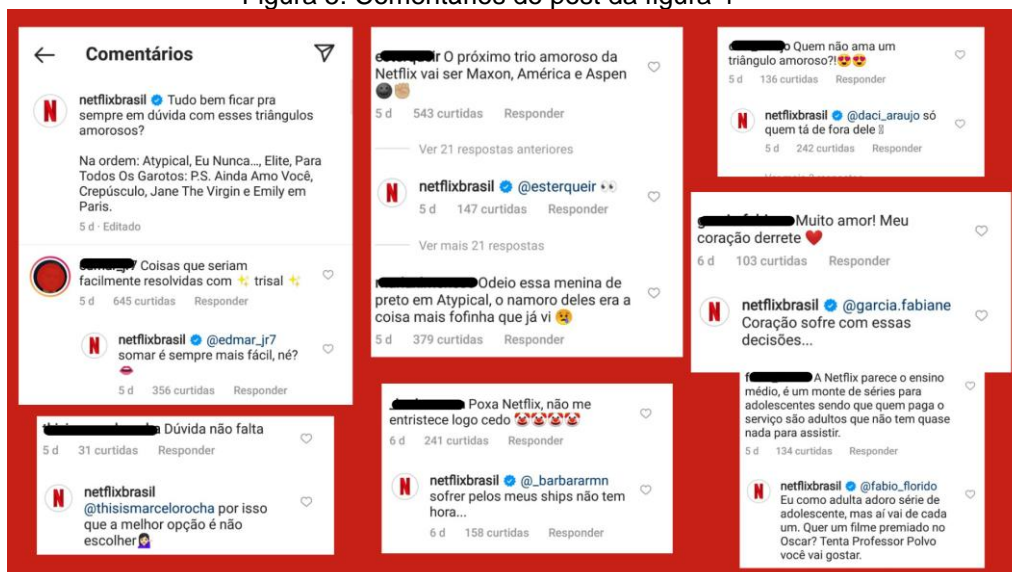 Comentários
netflixbrasil Tudo bem ficar pra
sempre em dúvida com esses triângulos
amorosos?
Na ordem: Atypical, Eu Nunca..., Elite, Para
Todos Os Garotos: P.S. Ainda Amo Você,
Crepúsculo, Jane The Virgin e Emily em
Paris.
5 d · Editado
Coisas que seriam
facilmente resolvidas com ✨ trisal ✨
5 d 645 curtidas Responder
N
netflixbrasil @edmar_jr7
somar é sempre mais fácil, né?
👄
5 d 356 curtidas Responder
Dúvida não falta
5 d 31 curtidas Responder
N
netflixbrasil
@thisismarcelorocha por isso
que a melhor opção é não
escolher🤦🏻‍♀️
O próximo trio amoroso da
Netflix vai ser Maxon, América e Aspen
🌚✊🏼
5 d 543 curtidas Responder
Ver 21 respostas anteriores
N
netflixbrasil @esterqueir 👀
5 d 147 curtidas Responder
Ver mais 21 respostas
Odeio essa menina de
preto em Atypical, o namoro deles era a
coisa mais fofinha que já vi 😢
5 d 379 curtidas Responder
Poxa Netflix, não me
entristece logo cedo 🤡🤡🤡🤡
6 d 241 curtidas Responder
N
netflixbrasil @_barbararmn
sofrer pelos meus ships não tem
hora...
6 d 158 curtidas Responder
Quem não ama um
triângulo amoroso?!😍😍
5 d 136 curtidas Responder
N
netflixbrasil @daci_araujo só
quem tá de fora dele
5 d 242 curtidas Responder
Muito amor! Meu
coração derrete ❤️
6 d 103 curtidas Responder
N
netflixbrasil @garcia.fabiane
Coração sofre com essas
decisões...
A Netflix parece o ensino
médio, é um monte de séries para
adolescentes sendo que quem paga o
serviço são adultos que não tem quase
nada para assistir.
5 d 134 curtidas Responder
N
netflixbrasil @fabio_florido
Eu como adulta adoro série de
adolescente, mas aí vai de cada
um. Quer um filme premiado no
Oscar? Tenta Professor Polvo
você vai gostar.